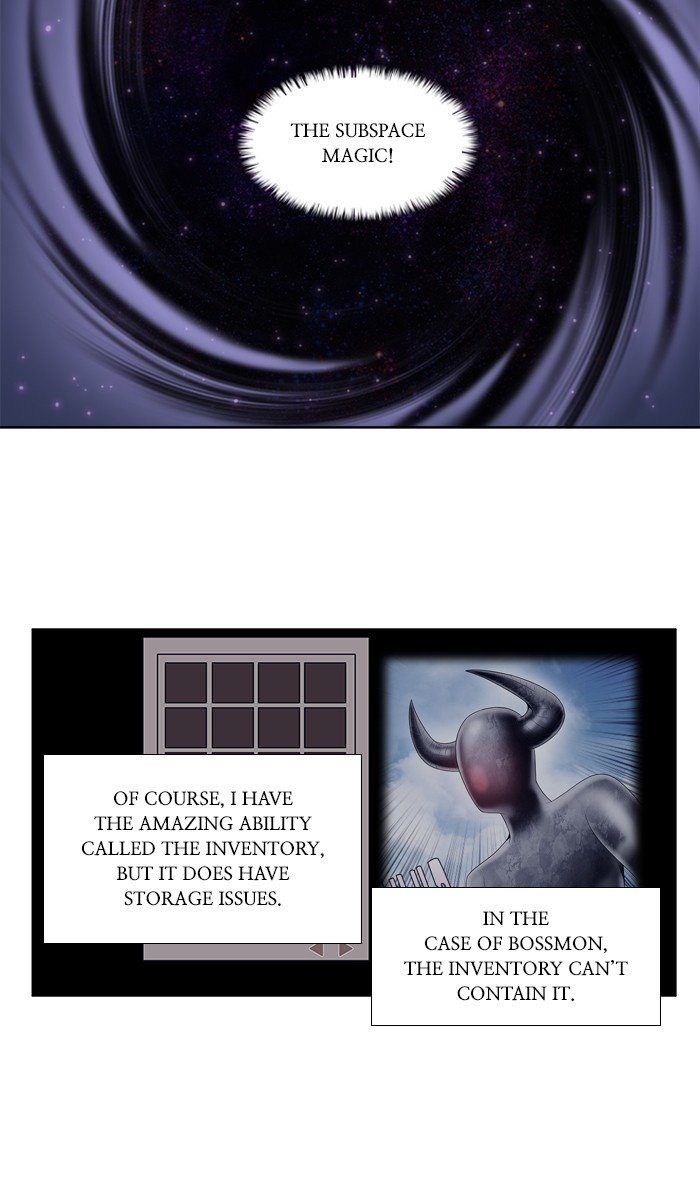 THE SUBSPACE
MAGIC!
OF COURSE, I HAVE
THE AMAZING ABILITY
CALLED THE INVENTORY,
BUT IT DOES HAVE
STORAGE ISSUES.
IN THE
CASE OF BOSSMON,
THE INVENTORY CAN'T
CONTAIN IT.